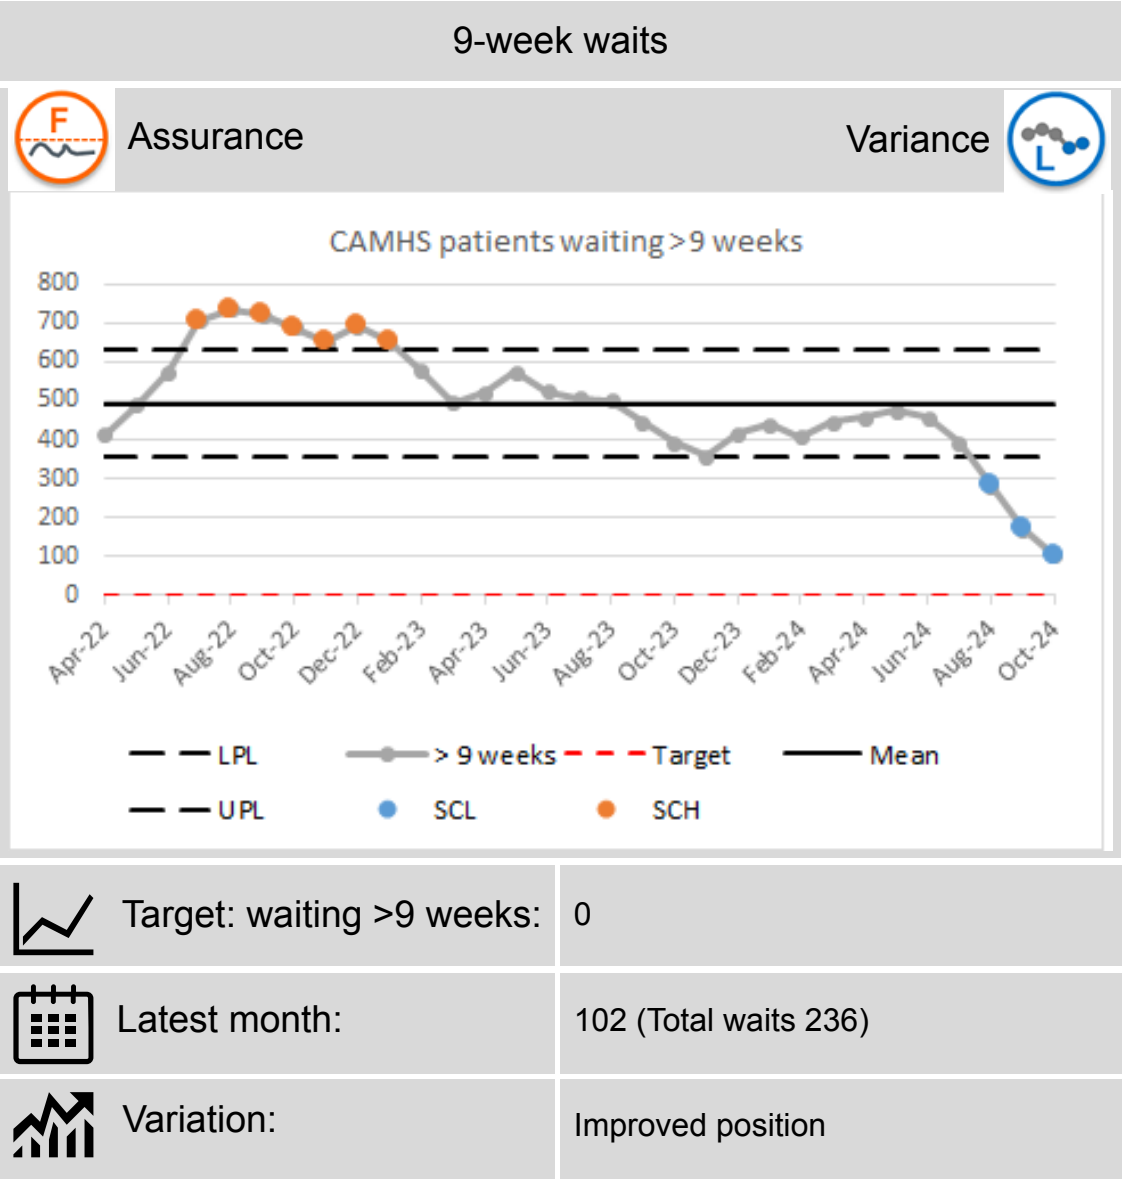 9-week waits
F
Assurance
Variance
L
CAMHS patients waiting >9 weeks
800
700
600
500
400
300
200
100
0
Apr-22
Jun-22
Aug-22
Oct-22
Dec-22
Feb-23
Apr-23
Jun-23
Aug-23
Oct-23
Dec-23
Feb-24
Apr-24
Jun-24
Aug-24
Oct-24
LPL
> 9 weeks
Target
Mean
UPL
SCL
SCH
Target: waiting >9 weeks: 0
Latest month: 102 (Total waits 236)
Variation: Improved position